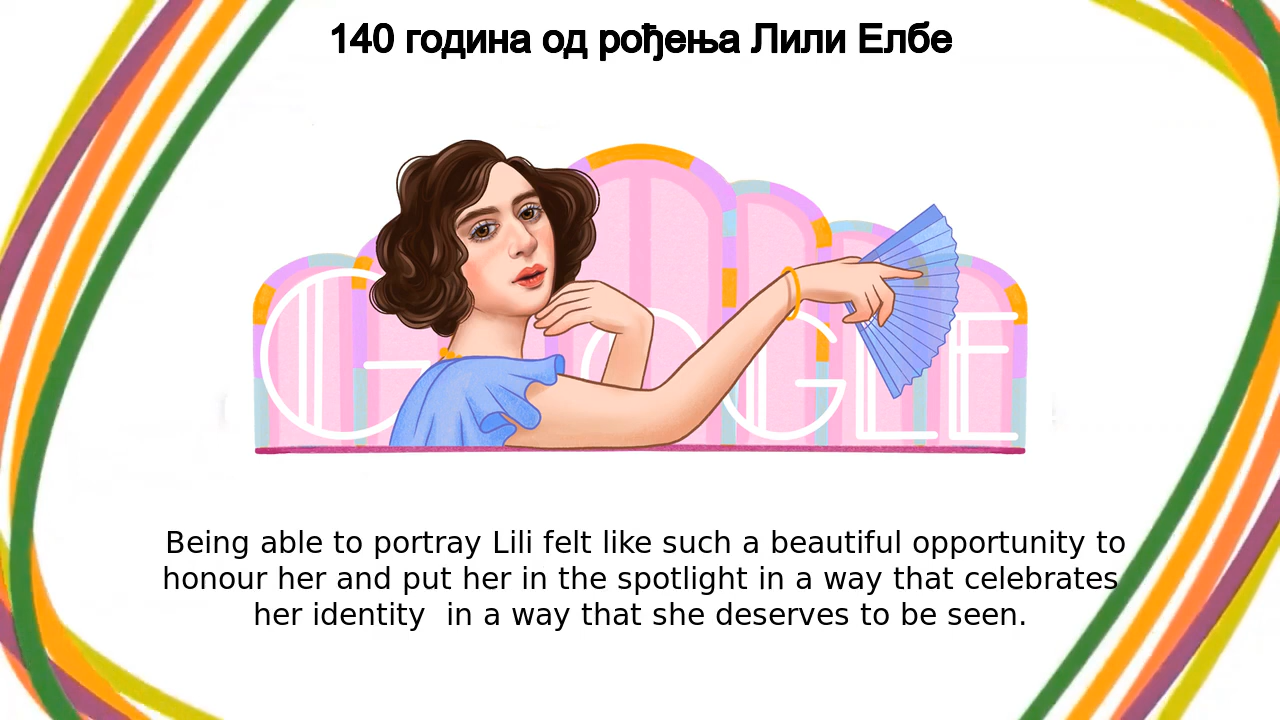 140 година од рођења Лили Елбе
GOOGLE
Being able to portray Lili felt like such a beautiful opportunity to
honour her and put her in the spotlight in a way that celebrates
her identity  in a way that she deserves to be seen.